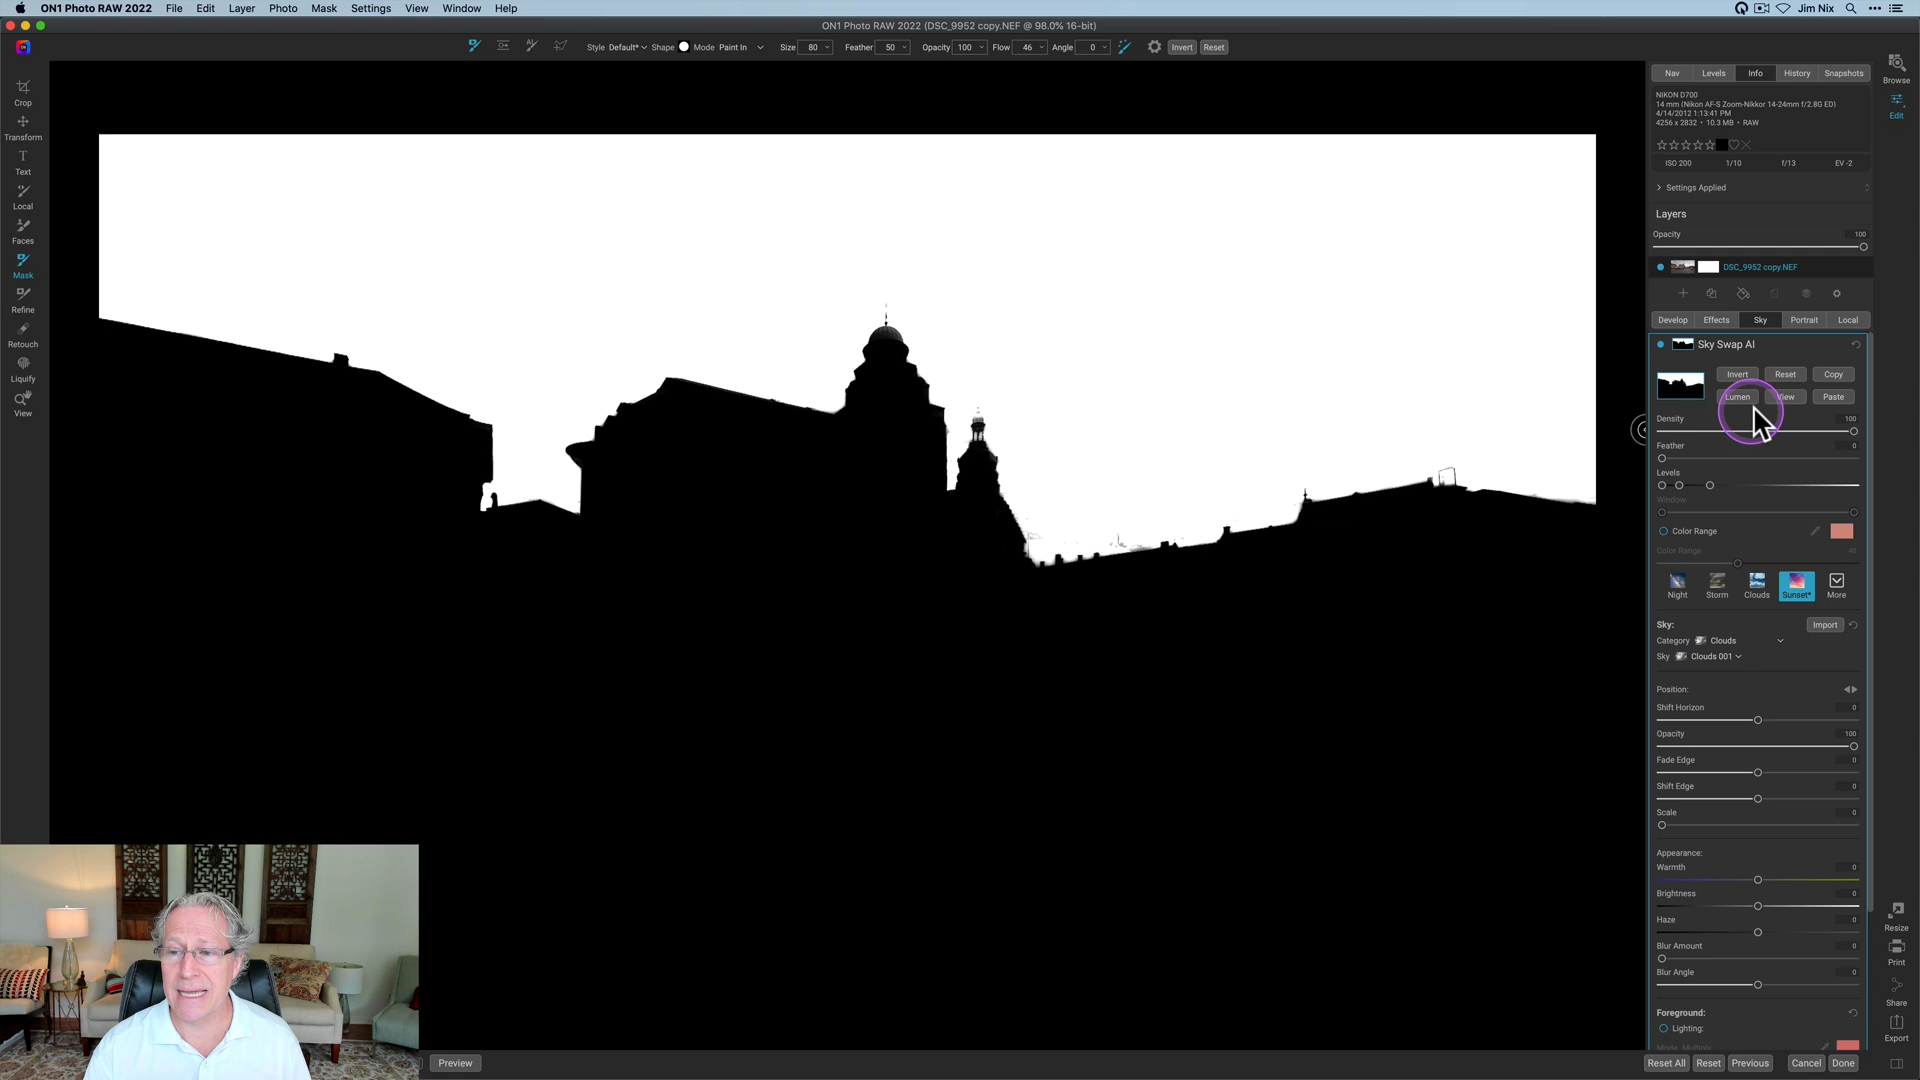 ON1 Photo RAW 2022 File Edit Layer Photo Mask Settings View Window Help Jim Nix
ON1 Photo RAW 2022 (DSC_9952 copy.NEF @ 98.0% 16-bit)
Style Default* Shape Mode Paint In Size 80 Feather 50 Opacity 100 Flow 46 Angle 0 Invert Reset
Crop
Transform
Text
Local
Faces
Mask
Refine
Retouch
Liquify
View
Nav Levels Info History Snapshots
NIKON D700
14 mm (Nikon AF-S Zoom-Nikkor 14-24mm f/2.8G ED)
4/14/2012 1:13:41 PM
4256 x 2832 • 10.3 MB • RAW
ISO 200 1/10 f/13 EV -2
Settings Applied
Layers
Opacity 100
DSC_9952 copy.NEF
Develop Effects Sky Portrait Local
Sky Swap AI
Invert Reset Copy
Lumen View Paste
Density 100
Feather 0
Levels
Window
Color Range
Color Range 40
Night Storm Clouds Sunset* More
Sky: Import
Category Clouds
Sky Clouds 001
Position:
Shift Horizon 0
Opacity 100
Fade Edge 0
Shift Edge 0
Scale 0
Appearance:
Warmth 0
Brightness 0
Haze 0
Blur Amount 0
Blur Angle 0
Foreground:
Lighting:
Mode Multiply
Browse
Edit
Resize
Print
Share
Export
Preview
Reset All Reset Previous Cancel Done